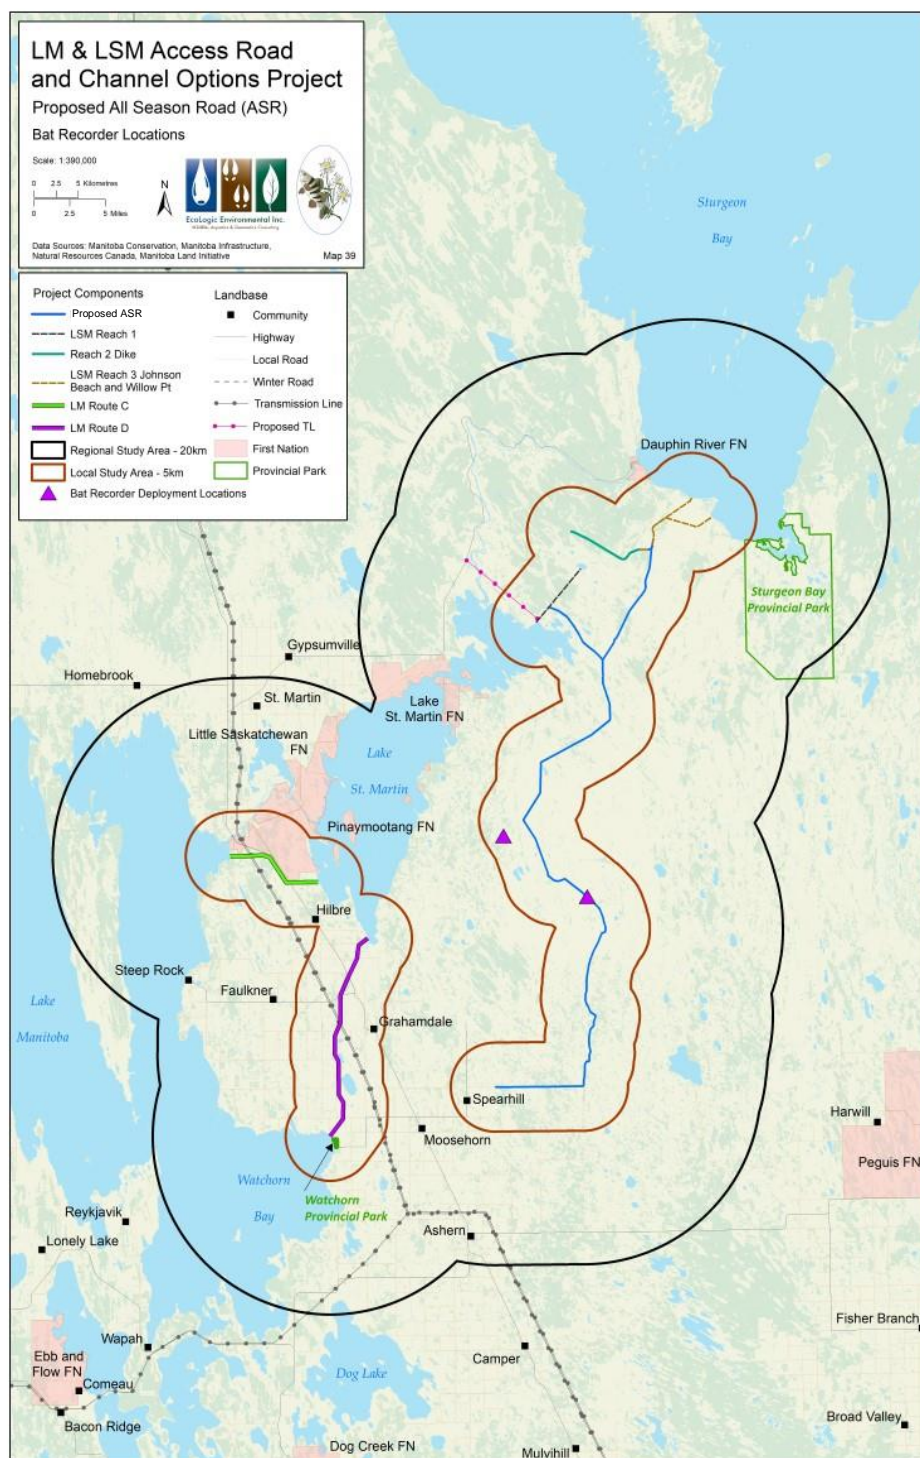 LM & LSM Access Road
and Channel Options Project
Proposed All Season Road (ASR)
Bat Recorder Locations
Scale: 1:390,000
0 2.5 5 Kilometres
0 2.5 5 Miles
N
EcoLogic Environmental Inc.
Data Sources: Manitoba Conservation, Manitoba Infrastructure,
Natural Resources Canada, Manitoba Land Initiative
Map 39
Project Components
Proposed ASR
LSM Reach 1
Reach 2 Dike
LSM Reach 3 Johnson
Beach and Willow Pt
LM Route C
LM Route D
Regional Study Area - 20km
Local Study Area - 5km
Bat Recorder Deployment Locations
Landbase
Community
Highway
Local Road
Winter Road
Transmission Line
Proposed TL
First Nation
Provincial Park
Sturgeon
Bay
Dauphin River FN
Sturgeon Bay
Provincial Park
Gypsumville
Homebrook
St. Martin
Lake
St. Martin FN
Little Saskatchewan
FN
Lake
St. Martin
Pinaymootang FN
Hilbre
Steep Rock
Faulkner
Lake
Manitoba
Grahamdale
Spearhill
Harwill
Moosehorn
Peguis FN
Watchorn
Bay
Watchorn
Provincial Park
Reykjavik
Lonely Lake
Ashern
Fisher Branch
Wapah
Ebb and
Flow FN
Camper
Dog Lake
Comeau
Bacon Ridge
Broad Valley
Dog Creek FN
Mulvihill